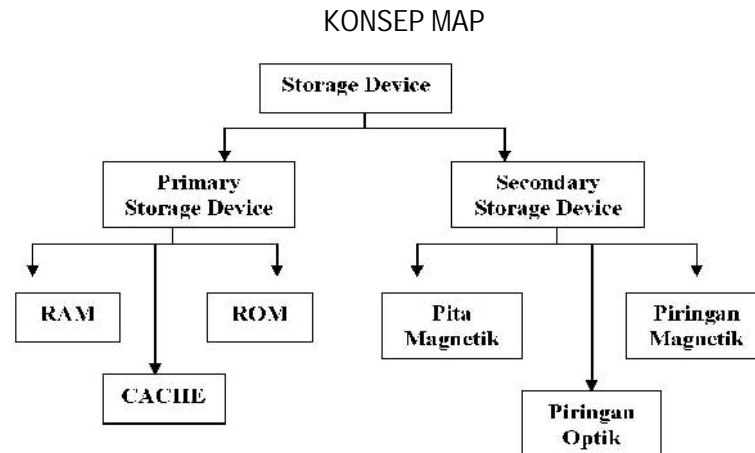 KONSEP MAP
Storage Device
Primary
Storage Device
Secondary
Storage Device
RAM
ROM
CACHE
Pita
Magnetik
Piringan
Magnetik
Piringan
Optik